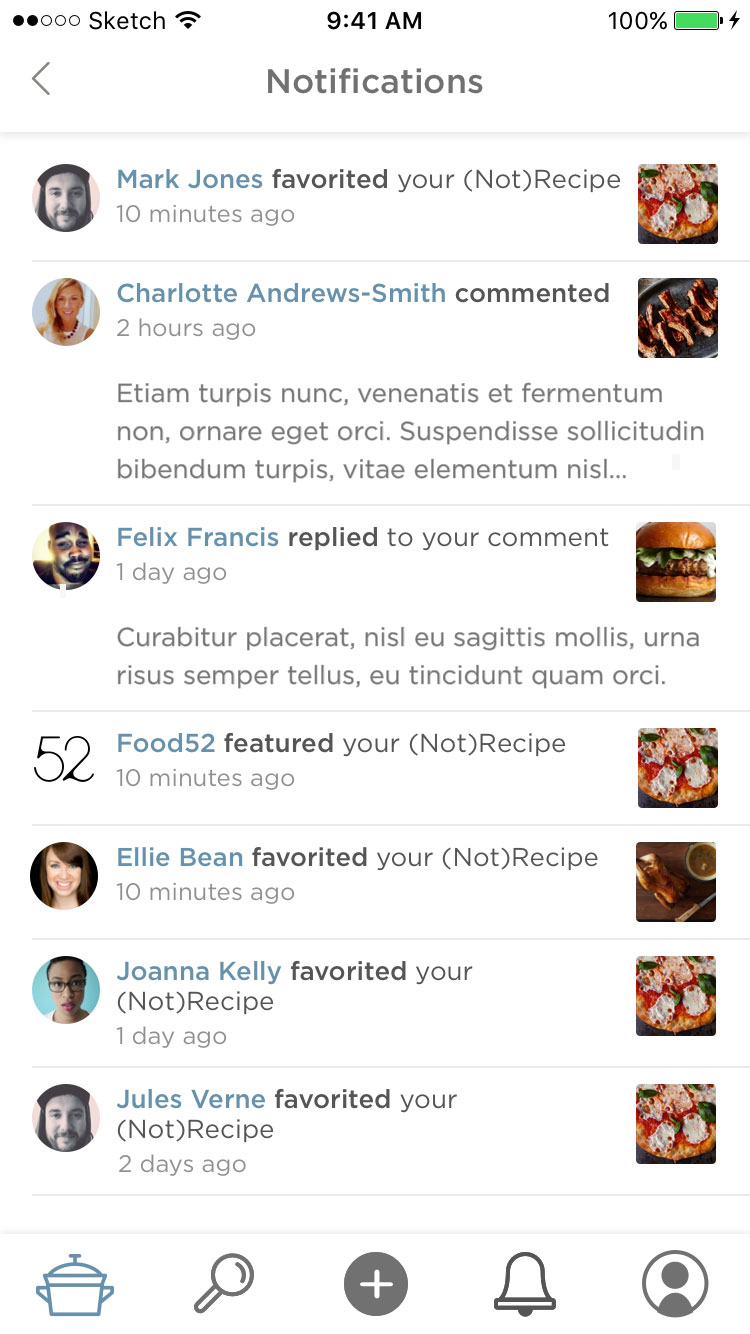 Sketch 9:41 AM 100%
Notifications
Mark Jones favorited your (Not)Recipe
10 minutes ago
Charlotte Andrews-Smith commented
2 hours ago
Etiam turpis nunc, venenatis et fermentum
non, ornare eget orci. Suspendisse sollicitudin
bibendum turpis, vitae elementum nisl...
Felix Francis replied to your comment
1 day ago
Curabitur placerat, nisl eu sagittis mollis, urna
risus semper tellus, eu tincidunt quam orci.
52
Food52 featured your (Not)Recipe
10 minutes ago
Ellie Bean favorited your (Not)Recipe
10 minutes ago
Joanna Kelly favorited your
(Not)Recipe
1 day ago
Jules Verne favorited your
(Not)Recipe
2 days ago